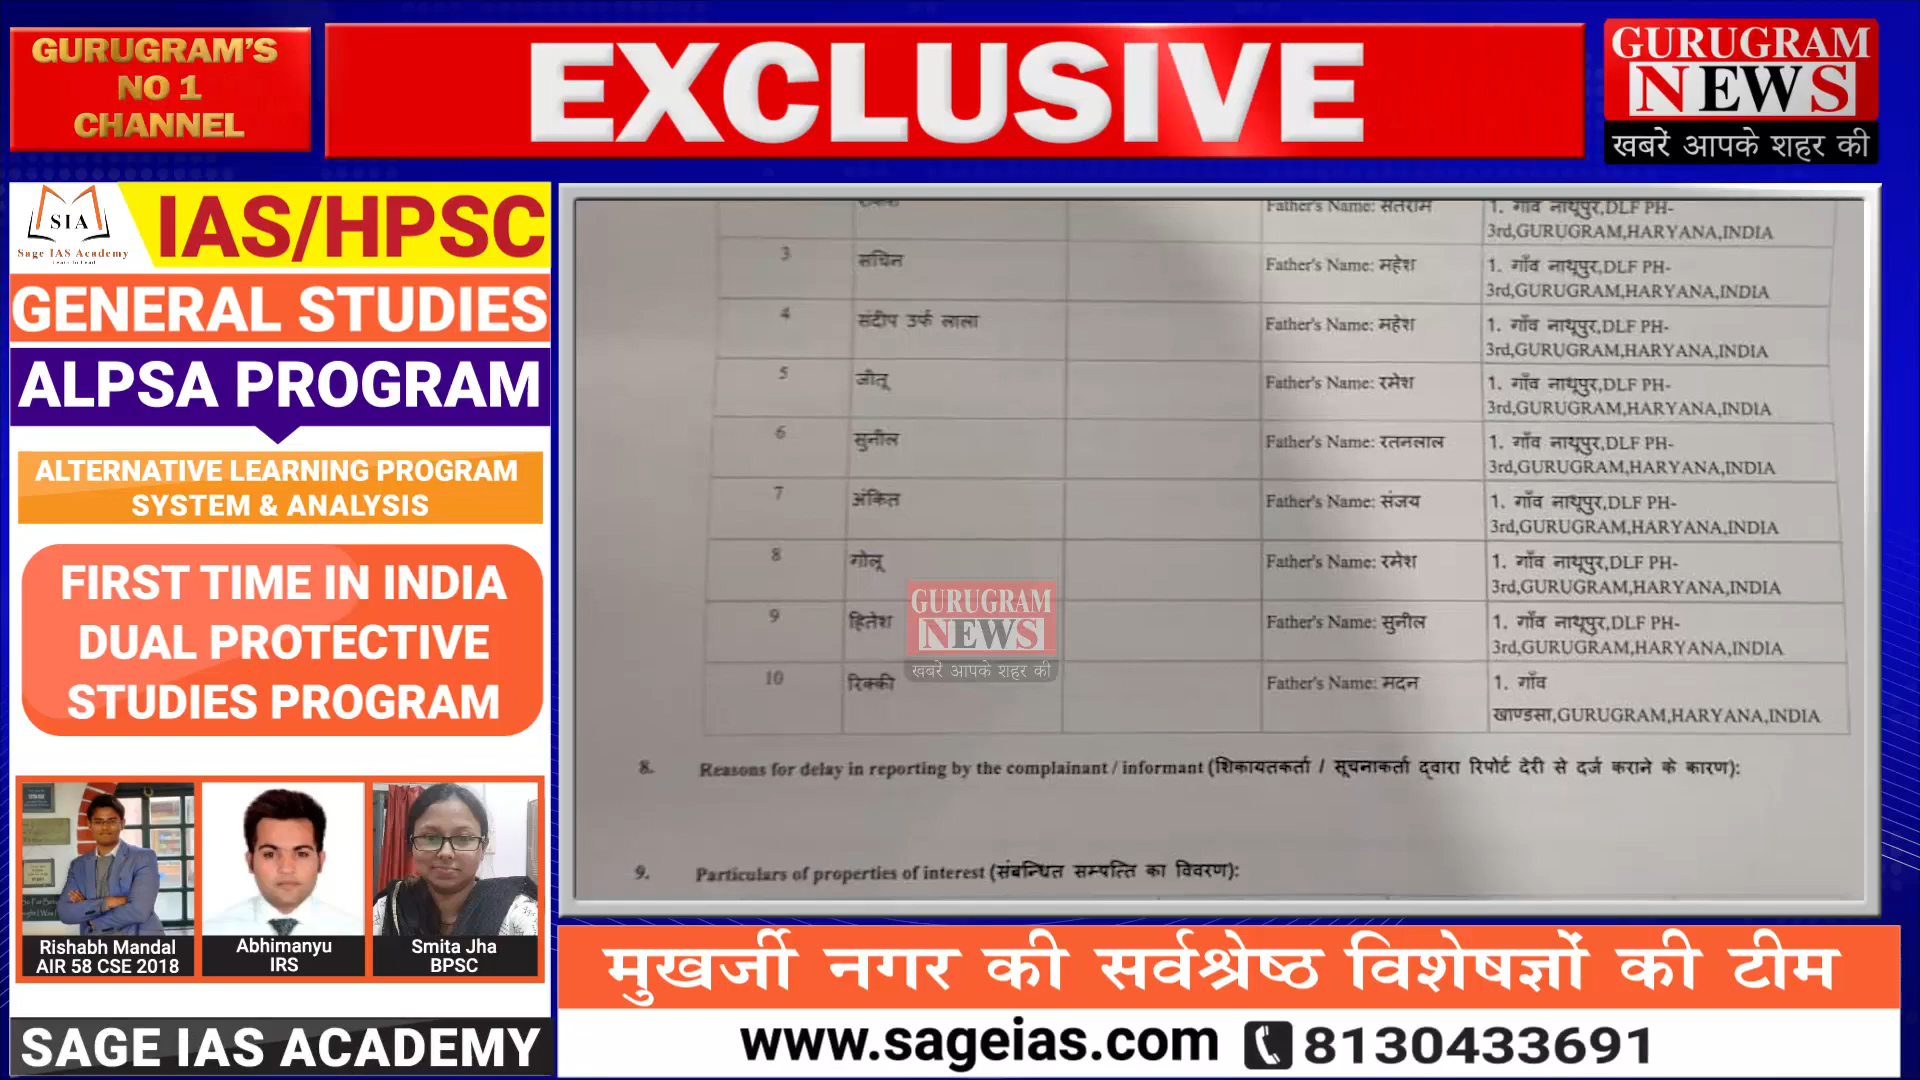 GURUGRAM'S
NO 1
CHANNEL
EXCLUSIVE
GURUGRAM
NEWS
खबरें आपके शहर की
SIA
Sage IAS Academy
IAS/HPSC
GENERAL STUDIES
ALPSA PROGRAM
ALTERNATIVE LEARNING PROGRAM
SYSTEM & ANALYSIS
FIRST TIME IN INDIA
DUAL PROTECTIVE
STUDIES PROGRAM
Rishabh Mandal
AIR 58 CSE 2018
Abhimanyu
IRS
Smita Jha
BPSC
SAGE IAS ACADEMY
Father's Name: सतराम 1. गाँव नाथूपुर,DLF PH-
3rd,GURUGRAM,HARYANA,INDIA
3 सचिन Father's Name: महेश 1. गाँव नाथूपुर,DLF PH-
3rd,GURUGRAM,HARYANA,INDIA
4 संदीप उर्फ लाला Father's Name: महेश 1. गाँव नाथूपुर,DLF PH-
3rd,GURUGRAM,HARYANA,INDIA
5 जीतू Father's Name: रमेश 1. गाँव नाथूपुर,DLF PH-
3rd,GURUGRAM,HARYANA,INDIA
6 सुनील Father's Name: रतनलाल 1. गाँव नाथूपुर,DLF PH-
3rd,GURUGRAM,HARYANA,INDIA
7 अंकित Father's Name: संजय 1. गाँव नाथूपुर,DLF PH-
3rd,GURUGRAM,HARYANA,INDIA
8 गोलू Father's Name: रमेश 1. गाँव नाथूपुर,DLF PH-
3rd,GURUGRAM,HARYANA,INDIA
9 हितेश Father's Name: सुनील 1. गाँव नाथूपुर,DLF PH-
3rd,GURUGRAM,HARYANA,INDIA
10 रिक्की Father's Name: मदन 1. गाँव
खाण्डसा,GURUGRAM,HARYANA,INDIA
GURUGRAM
NEWS
खबरें आपके शहर की
8. Reasons for delay in reporting by the complainant / informant (शिकायतकर्ता / सूचनाकर्ता द्वारा रिपोर्ट देरी से दर्ज कराने के कारण):
9. Particulars of properties of interest (संबन्धित सम्पत्ति का विवरण):
मुखर्जी नगर की सर्वश्रेष्ठ विशेषज्ञों की टीम
www.sageias.com 8130433691